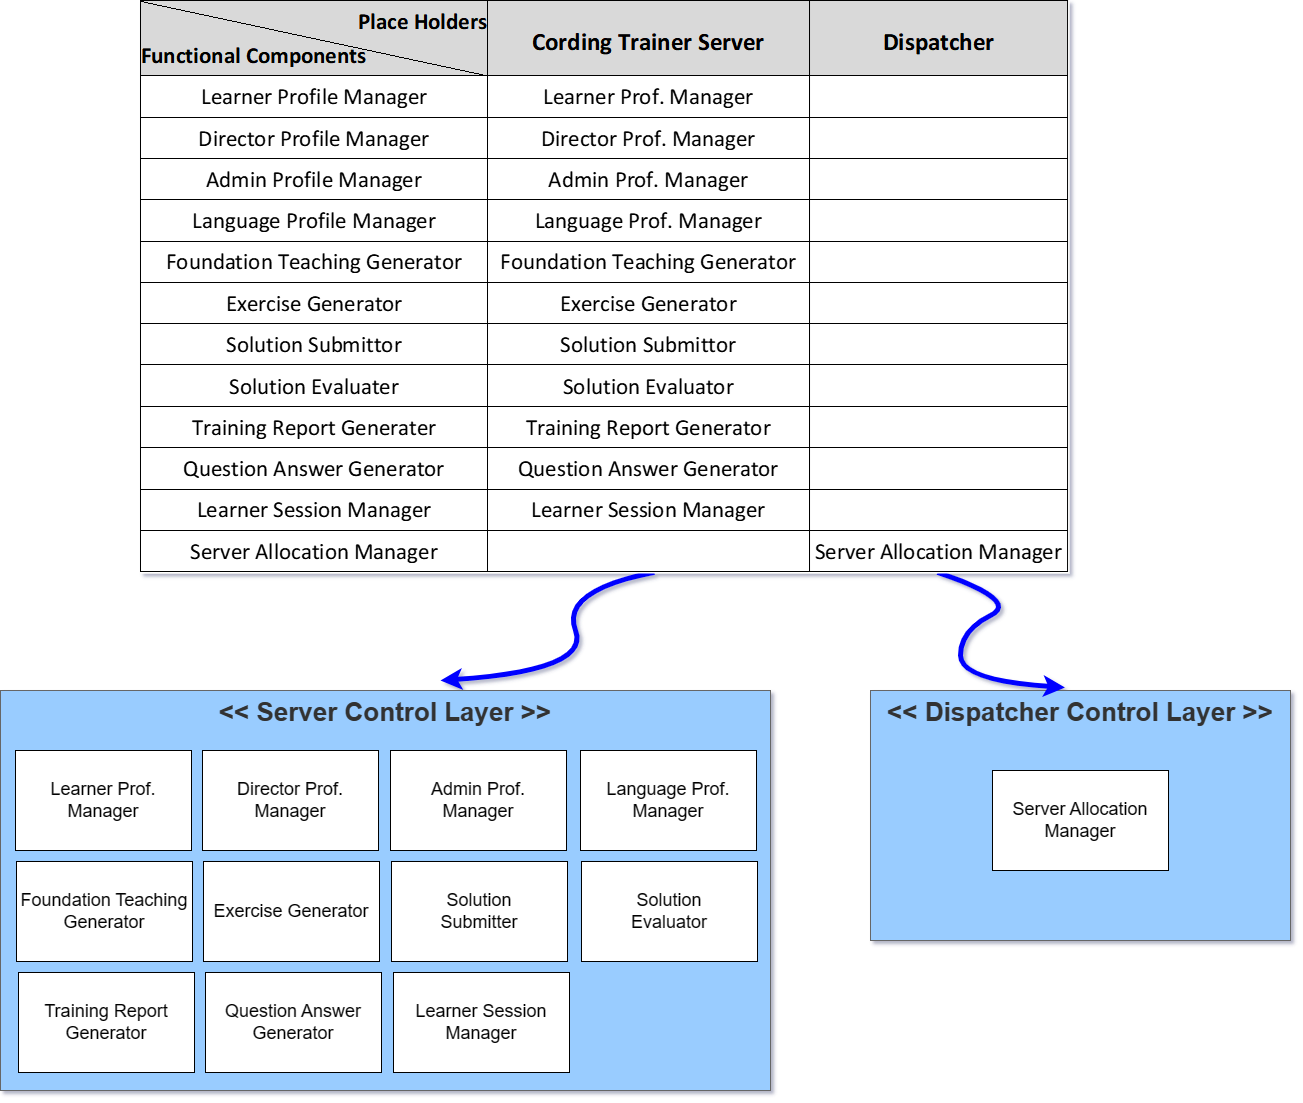 Place Holders
Functional Components
Cording Trainer Server
Dispatcher
Learner Profile Manager
Learner Prof. Manager
Director Profile Manager
Director Prof. Manager
Admin Profile Manager
Admin Prof. Manager
Language Profile Manager
Language Prof. Manager
Foundation Teaching Generator
Foundation Teaching Generator
Exercise Generator
Exercise Generator
Solution Submittor
Solution Submittor
Solution Evaluater
Solution Evaluator
Training Report Generater
Training Report Generator
Question Answer Generator
Question Answer Generator
Learner Session Manager
Learner Session Manager
Server Allocation Manager
Server Allocation Manager
<< Server Control Layer >>
Learner Prof.
Manager
Director Prof.
Manager
Admin Prof.
Manager
Language Prof.
Manager
Foundation Teaching
Generator
Exercise Generator
Solution
Submitter
Solution
Evaluator
Training Report
Generator
Question Answer
Generator
Learner Session
Manager
<< Dispatcher Control Layer >>
Server Allocation
Manager